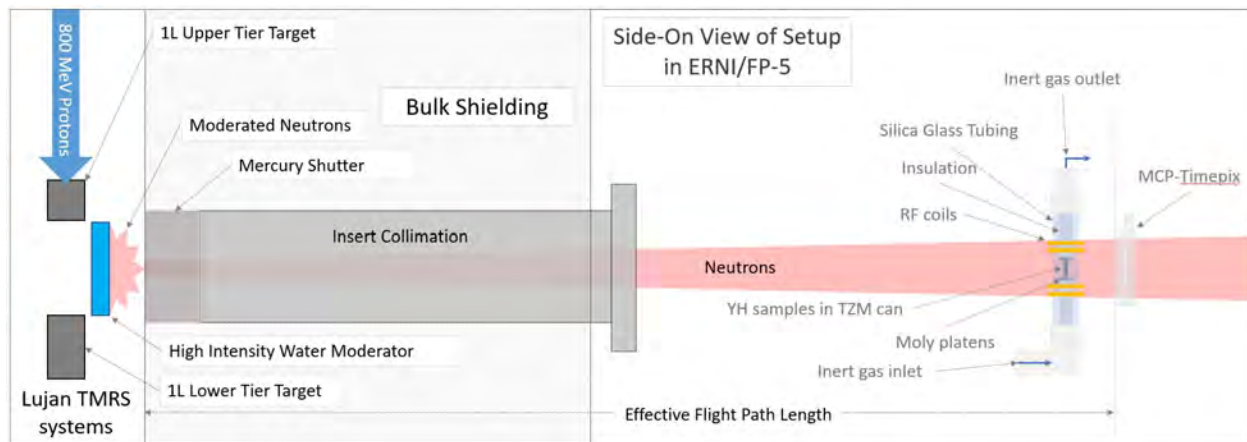 800 MeV Protons
1L Upper Tier Target
Bulk Shielding
Moderated Neutrons
Mercury Shutter
Insert Collimation
High Intensity Water Moderator
1L Lower Tier Target
Lujan TMRS
systems
Side-On View of Setup
in ERNI/FP-5
Inert gas outlet
Silica Glass Tubing
Insulation
MCP-Timepix
RF coils
Neutrons
YH samples in TZM can
Moly platens
Inert gas inlet
Effective Flight Path Length